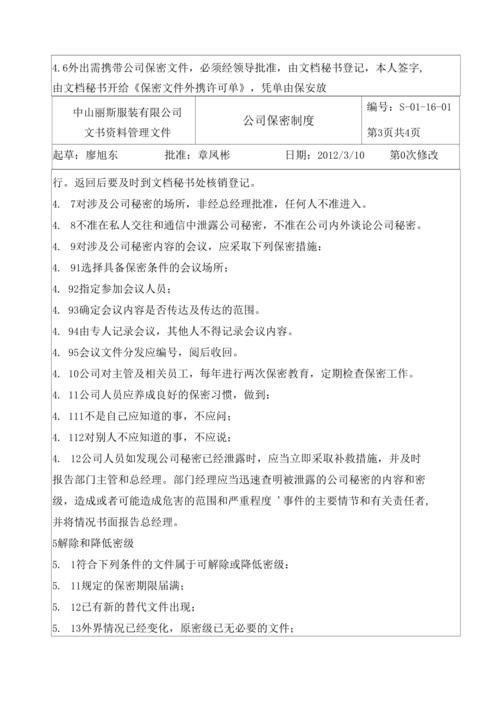 4.6外出需携带公司保密文件，必须经领导批准，由文档秘书登记，本人签字，
由文档秘书开给《保密文件外携许可单》，凭单由保安放
中山丽斯服装有限公司
文书资料管理文件
公司保密制度
编号：S-01-16-01
第3页共4页
起草：廖旭东 批准：章凤彬 日期：2012/3/10 第0次修改
行。返回后要及时到文档秘书处核销登记。
4. 7对涉及公司秘密的场所，非经总经理批准，任何人不准进入。
4. 8不准在私人交往和通信中泄露公司秘密，不准在公司内外谈论公司秘密。
4. 9对涉及公司秘密内容的会议，应采取下列保密措施：
4. 91选择具备保密条件的会议场所；
4. 92指定参加会议人员；
4. 93确定会议内容是否传达及传达的范围。
4. 94由专人记录会议，其他人不得记录会议内容。
4. 95会议文件分发应编号，阅后收回。
4. 10公司对主管及相关员工，每年进行两次保密教育，定期检查保密工作。
4. 11公司人员应养成良好的保密习惯，做到：
4. 111不是自己应知道的事，不应问；
4. 112对别人不应知道的事，不应说；
4. 12公司人员如发现公司秘密已经泄露时，应当立即采取补救措施，并及时
报告部门主管和总经理。部门经理应当迅速查明被泄露的公司秘密的内容和密
级，造成或者可能造成危害的范围和严重程度'事件的主要情节和有关责任者，
并将情况书面报告总经理。
5解除和降低密级
5. 1符合下列条件的文件属于可解除或降低密级：
5. 11规定的保密期限届满；
5. 12已有新的替代文件出现；
5. 13外界情况已经变化，原密级已无必要的文件；